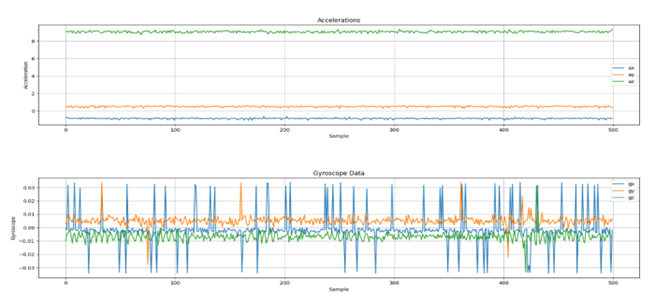 Accelerations
Acceleration
8
6
4
2
0
ax
ay
az
0 100 200 300 400 500
Sample
Gyroscope Data
Gyroscope
0.03
0.02
0.01
0.00
−0.01
−0.02
−0.03
gx
gy
gz
0 100 200 300 400 500
Sample